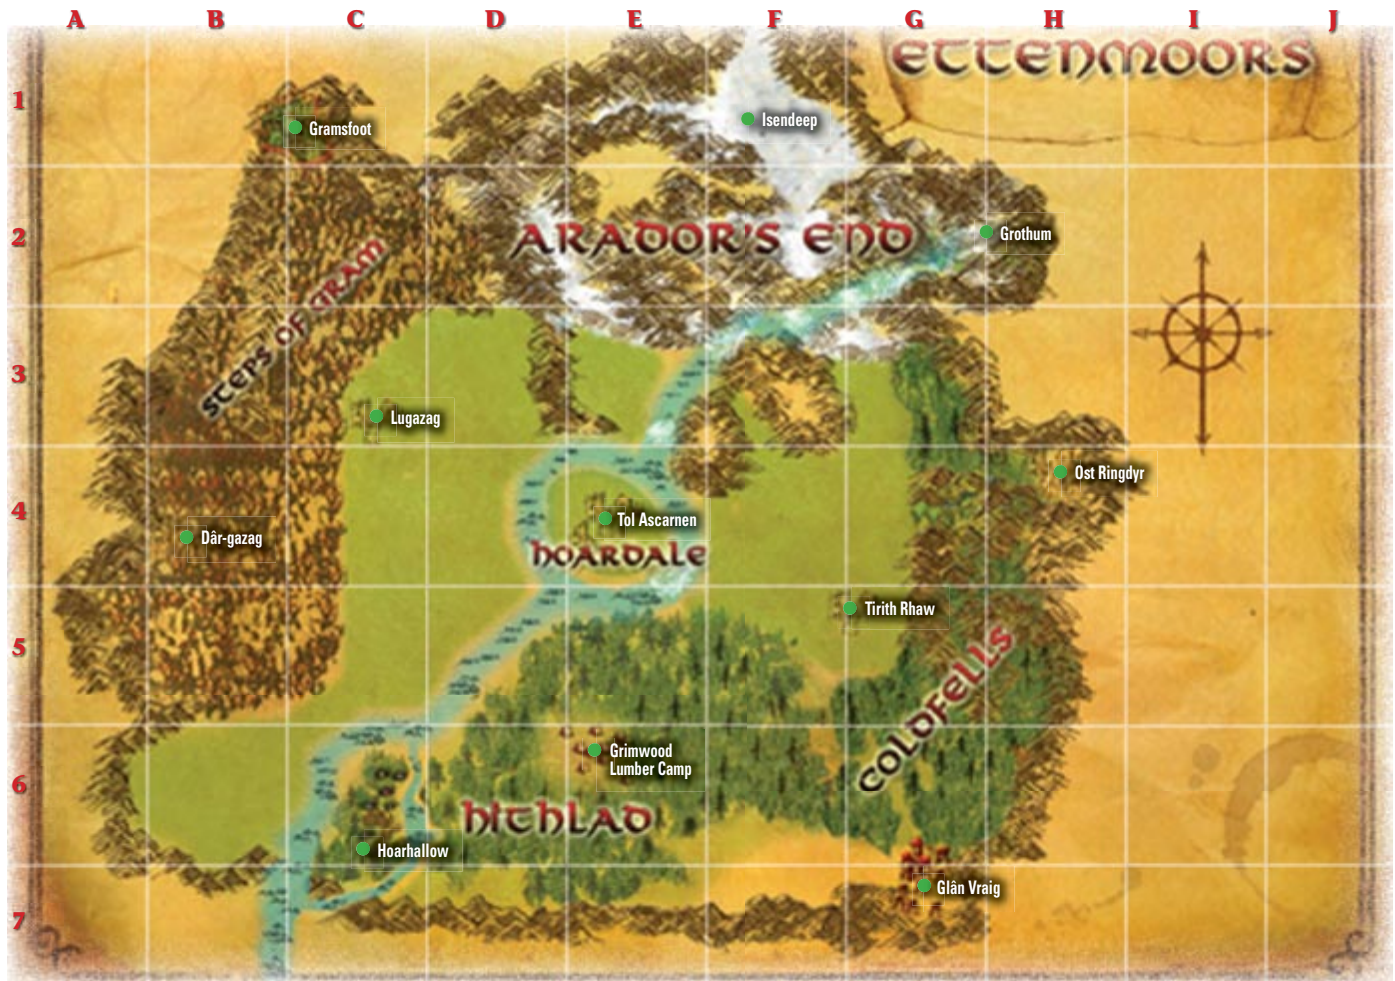 A B C D E F G H I J
ETTENMOORS
1
Gramsfoot
Isendeep
2
ARADOR'S END
Grothum
STEPS OF GRAM
3
Lugazag
4
Ost Ringdyr
Tol Ascarnen
Dâr-gazag
HOARDALE
5
Tirith Rhaw
COLDFELLS
6
Grimwood
Lumber Camp
HITHLAD
Hoarhallow
7
Glân Vraig